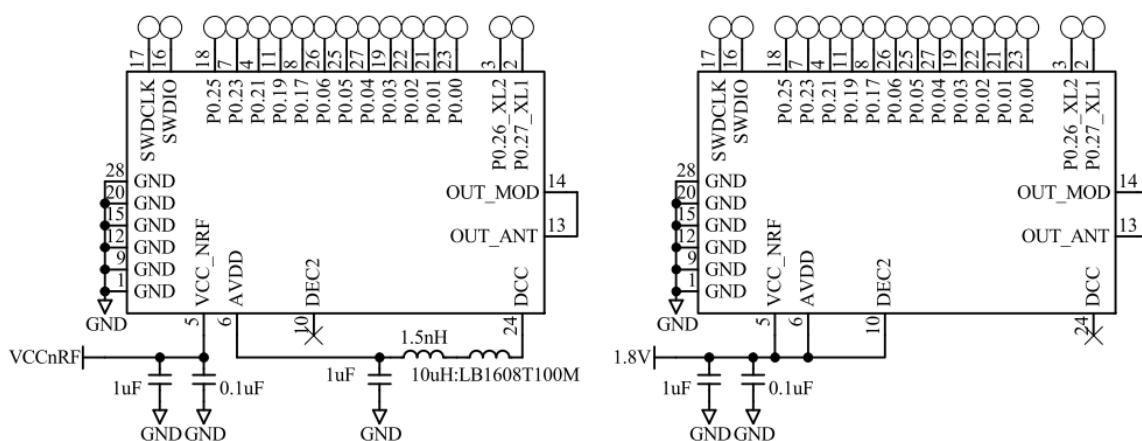 17 16 18 7 4 11 8 26 25 27 19 22 21 23 3 2
SWDCLK SWDIO P0.25 P0.23 P0.21 P0.19 P0.17 P0.06 P0.05 P0.04 P0.03 P0.02 P0.01 P0.00 P0.26_XL2 P0.27_XL1
28 GND
20 GND OUT_MOD 14
15 GND
12 GND OUT_ANT 13
9 GND
1 GND
VCC_NRF AVDD DEC2 DCC
GND 5 6 10 24
VCCnRF 1.5nH
1uF 0.1uF 1uF 10uH:LB1608T100M
GND GND GND
17 16 18 7 4 11 8 26 25 27 19 22 21 23 3 2
SWDCLK SWDIO P0.25 P0.23 P0.21 P0.19 P0.17 P0.06 P0.05 P0.04 P0.03 P0.02 P0.01 P0.00 P0.26_XL2 P0.27_XL1
28 GND
20 GND OUT_MOD 14
15 GND
12 GND OUT_ANT 13
9 GND
1 GND
VCC_NRF AVDD DEC2 DCC
GND 5 6 10 24
1.8V
1uF 0.1uF
GND GND